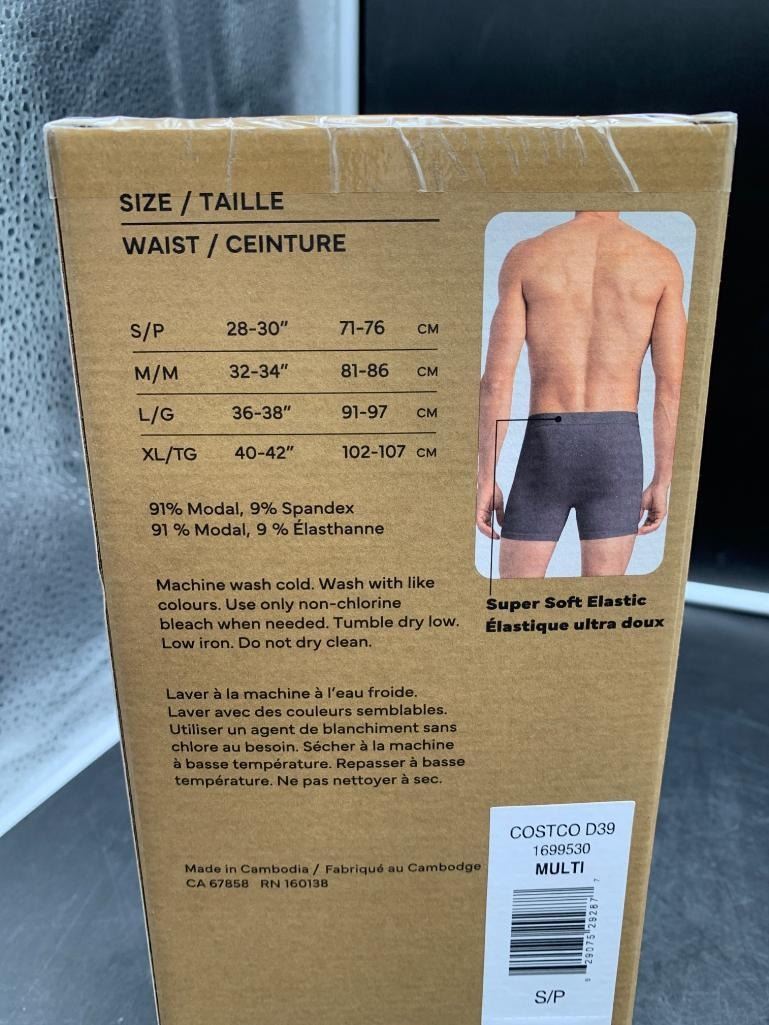 SIZE / TAILLE
WAIST / CEINTURE
S/P 28-30" 71-76 CM
M/M 32-34" 81-86 CM
L/G 36-38" 91-97 CM
XL/TG 40-42" 102-107 CM
91% Modal, 9% Spandex
91 % Modal, 9 % Élasthanne
Machine wash cold. Wash with like
colours. Use only non-chlorine
bleach when needed. Tumble dry low.
Low iron. Do not dry clean.
Super Soft Elastic
Élastique ultra doux
Laver à la machine à l'eau froide.
Laver avec des couleurs semblables.
Utiliser un agent de blanchiment sans
chlore au besoin. Sécher à la machine
à basse température. Repasser à basse
température. Ne pas nettoyer à sec.
Made in Cambodia / Fabriqué au Cambodge
CA 67858 RN 160138
COSTCO D39
1699530
MULTI
6 29075 29287 7
S/P